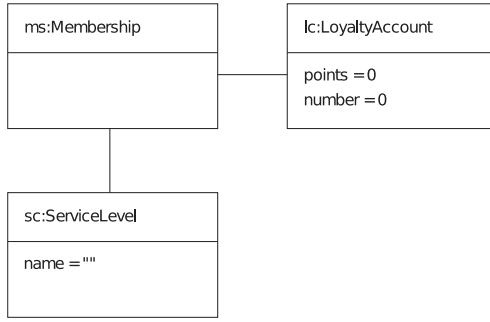 ms:Membership
lc:LoyaltyAccount
points = 0
number = 0
sc:ServiceLevel
name = ""